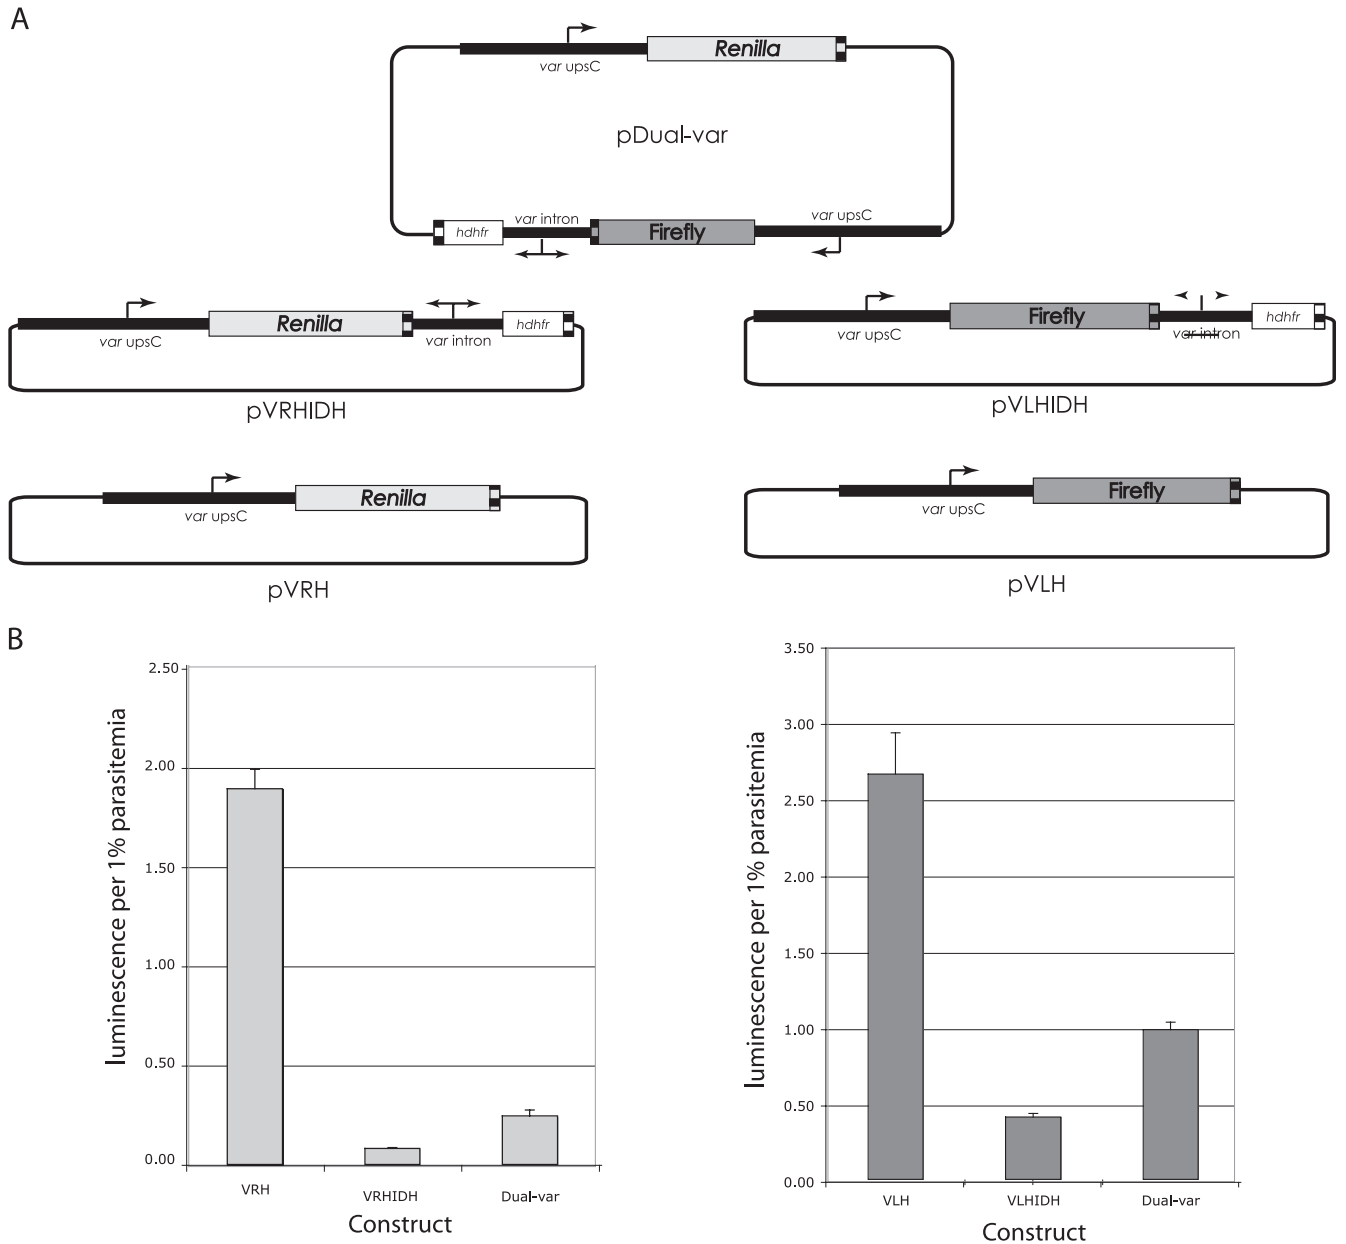 A
Renilla
var upsC
pDual-var
var upsC
var intron
hdhfr
Firefly
Renilla
hdhfr
var upsC
var intron
pVRHIDH
Firefly
hdhfr
var upsC
var intron
pVLHIDH
Renilla
var upsC
pVRH
Firefly
var upsC
pVLH
B
luminescence per 1% parasitemia
2.50
2.00
1.50
1.00
0.50
0.00
VRH
VRHIDH
Dual-var
Construct
luminescence per 1% parasitemia
3.50
3.00
2.50
2.00
1.50
1.00
0.50
0.00
VLH
VLHIDH
Dual-var
Construct